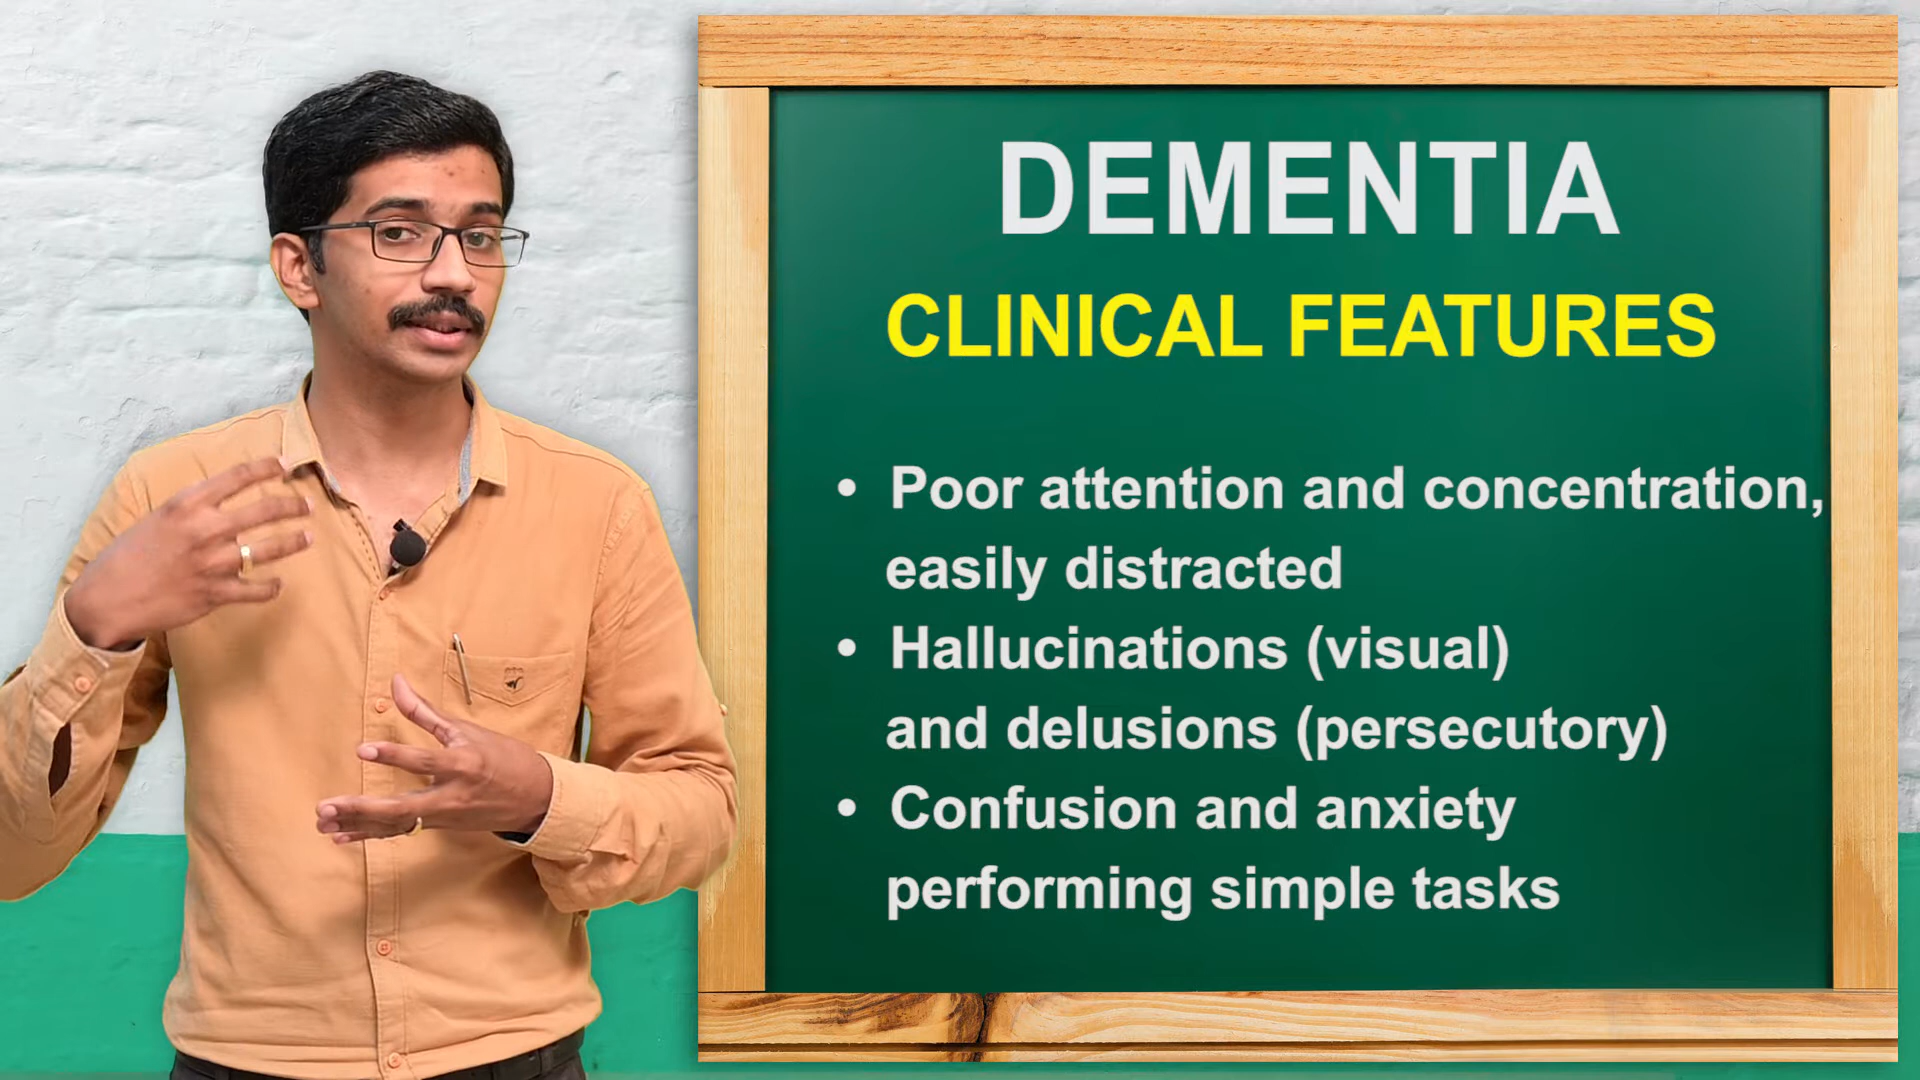 DEMENTIA
CLINICAL FEATURES
• Poor attention and concentration,
easily distracted
• Hallucinations (visual)
and delusions (persecutory)
• Confusion and anxiety
performing simple tasks